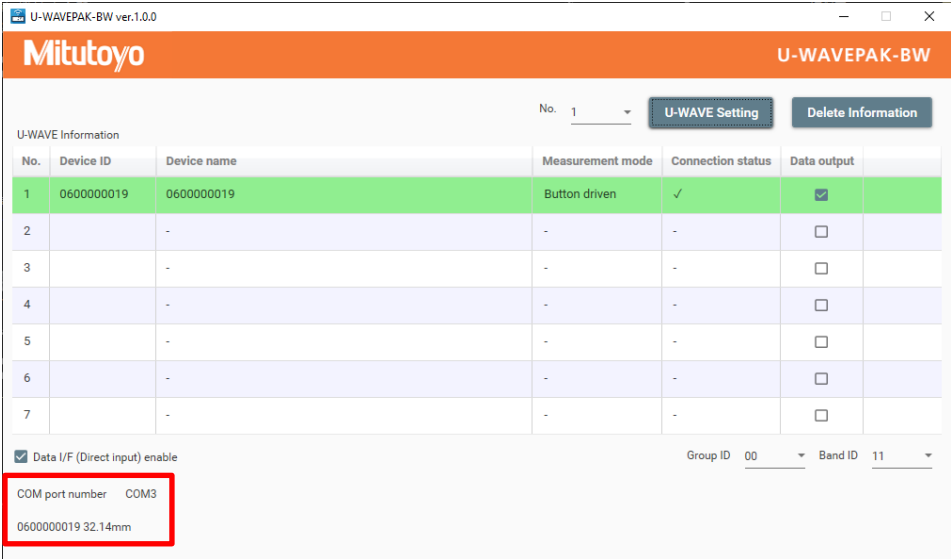 U-WAVEPAK-BW ver.1.0.0
Mitutoyo U-WAVEPAK-BW
No. 1 U-WAVE Setting Delete Information
U-WAVE Information
No. Device ID Device name Measurement mode Connection status Data output
1 0600000019 0600000019 Button driven ✓
2 - - -
3 - - -
4 - - -
5 - - -
6 - - -
7 - - -
Data I/F (Direct input) enable Group ID 00 Band ID 11
COM port number COM3
0600000019 32.14mm